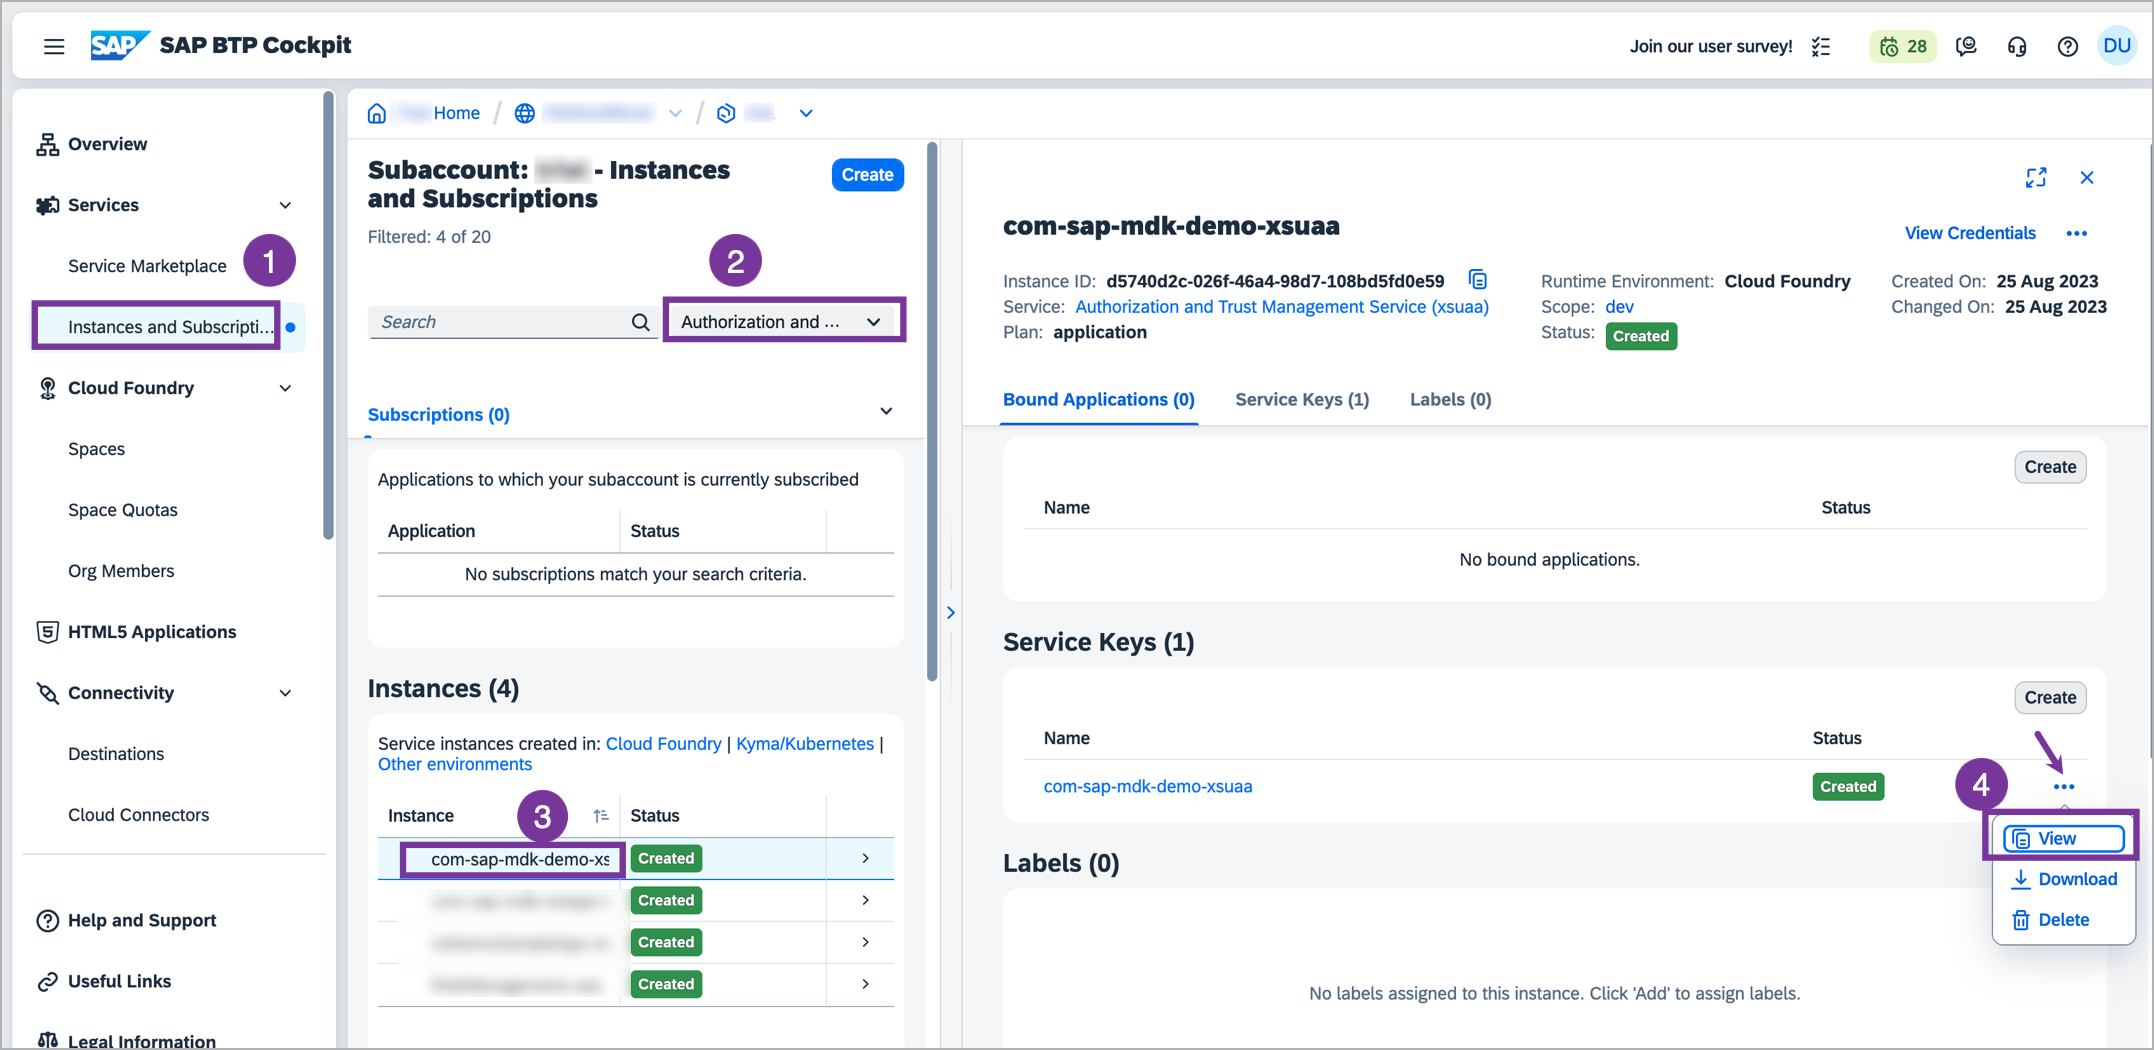 SAP SAP BTP Cockpit
Join our user survey!
28
DU
Overview
Services
Service Marketplace
1
Instances and Subscripti...
Cloud Foundry
Spaces
Space Quotas
Org Members
HTML5 Applications
Connectivity
Destinations
Cloud Connectors
Help and Support
Useful Links
Legal Information
Home / /
Subaccount: - Instances
and Subscriptions
Create
Filtered: 4 of 20
2
Search
Authorization and ...
Subscriptions (0)
Applications to which your subaccount is currently subscribed
Application Status
No subscriptions match your search criteria.
Instances (4)
Service instances created in: Cloud Foundry | Kyma/Kubernetes |
Other environments
Instance 3 Status
com-sap-mdk-demo-xs Created
Created
Created
Created
com-sap-mdk-demo-xsuaa
View Credentials
Instance ID: d5740d2c-026f-46a4-98d7-108bd5fd0e59
Service: Authorization and Trust Management Service (xsuaa)
Plan: application
Runtime Environment: Cloud Foundry
Scope: dev
Status: Created
Created On: 25 Aug 2023
Changed On: 25 Aug 2023
Bound Applications (0) Service Keys (1) Labels (0)
Create
Name Status
No bound applications.
Service Keys (1)
Create
Name Status
com-sap-mdk-demo-xsuaa Created
4
View
Download
Delete
Labels (0)
No labels assigned to this instance. Click 'Add' to assign labels.